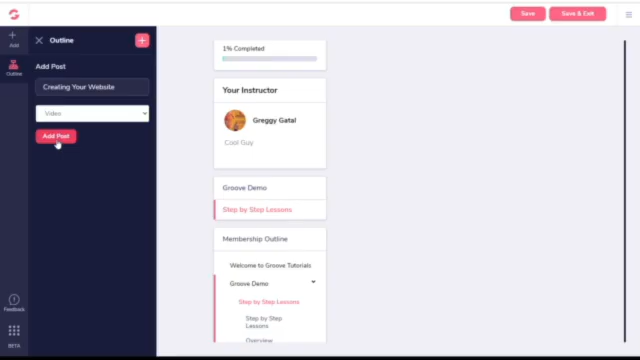 Save
Save & Exit
Add
Outline
Outline
Add Post
Creating Your Website
Video
Add Post
1% Completed
Your Instructor
Greggy Gatal
Cool Guy
Groove Demo
Step by Step Lessons
Membership Outline
Welcome to Groove Tutorials
Groove Demo
Step by Step Lessons
Step by Step
Lessons
Overview
Feedback
BETA